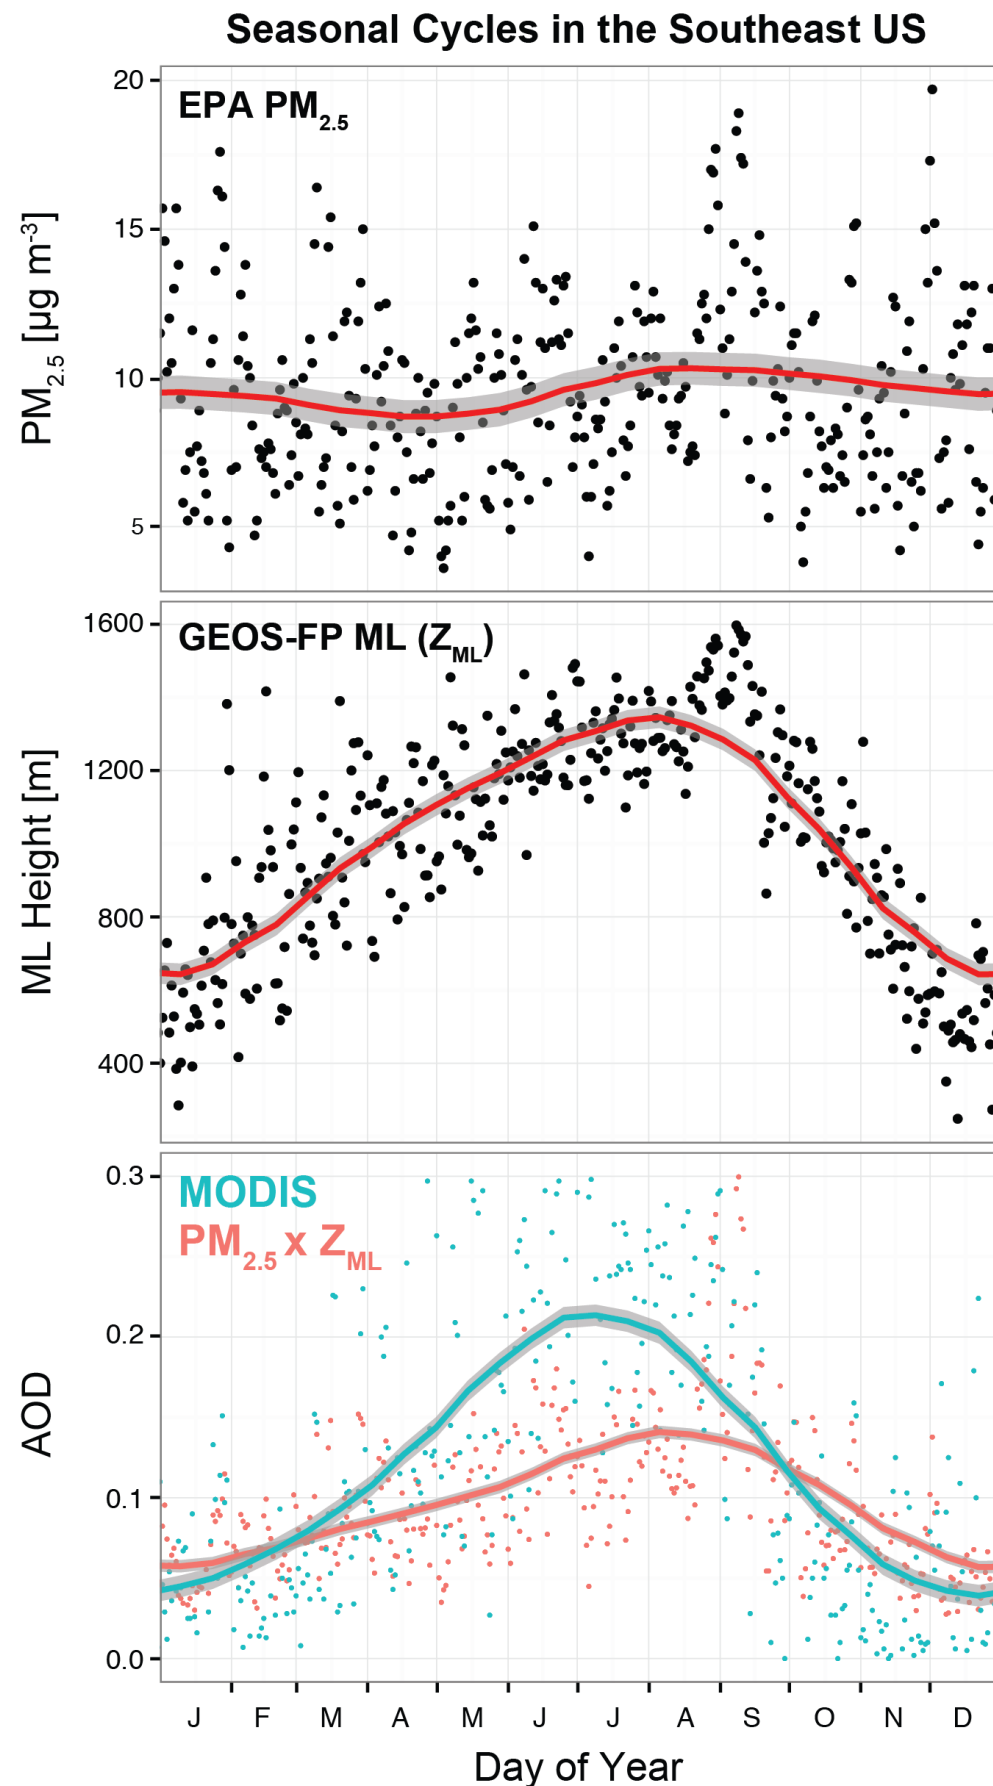 Seasonal Cycles in the Southeast US
EPA PM2.5
20
15
10
5
PM2.5 [µg m-3]
GEOS-FP ML (ZML)
1600
1200
800
400
ML Height [m]
MODIS
PM2.5 x ZML
0.3
0.2
0.1
0.0
AOD
J F M A M J J A S O N D
Day of Year